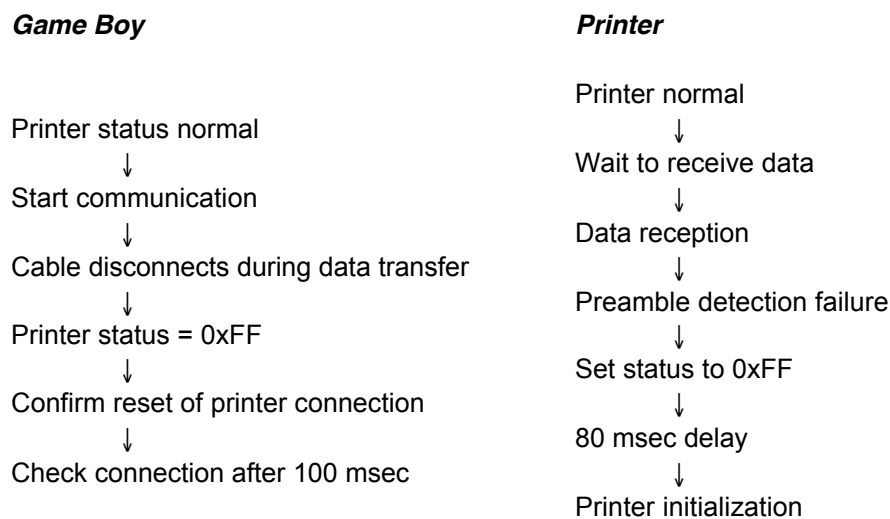 Game Boy
Printer status normal
↓
Start communication
↓
Cable disconnects during data transfer
↓
Printer status = 0xFF
↓
Confirm reset of printer connection
↓
Check connection after 100 msec
Printer
Printer normal
↓
Wait to receive data
↓
Data reception
↓
Preamble detection failure
↓
Set status to 0xFF
↓
80 msec delay
↓
Printer initialization